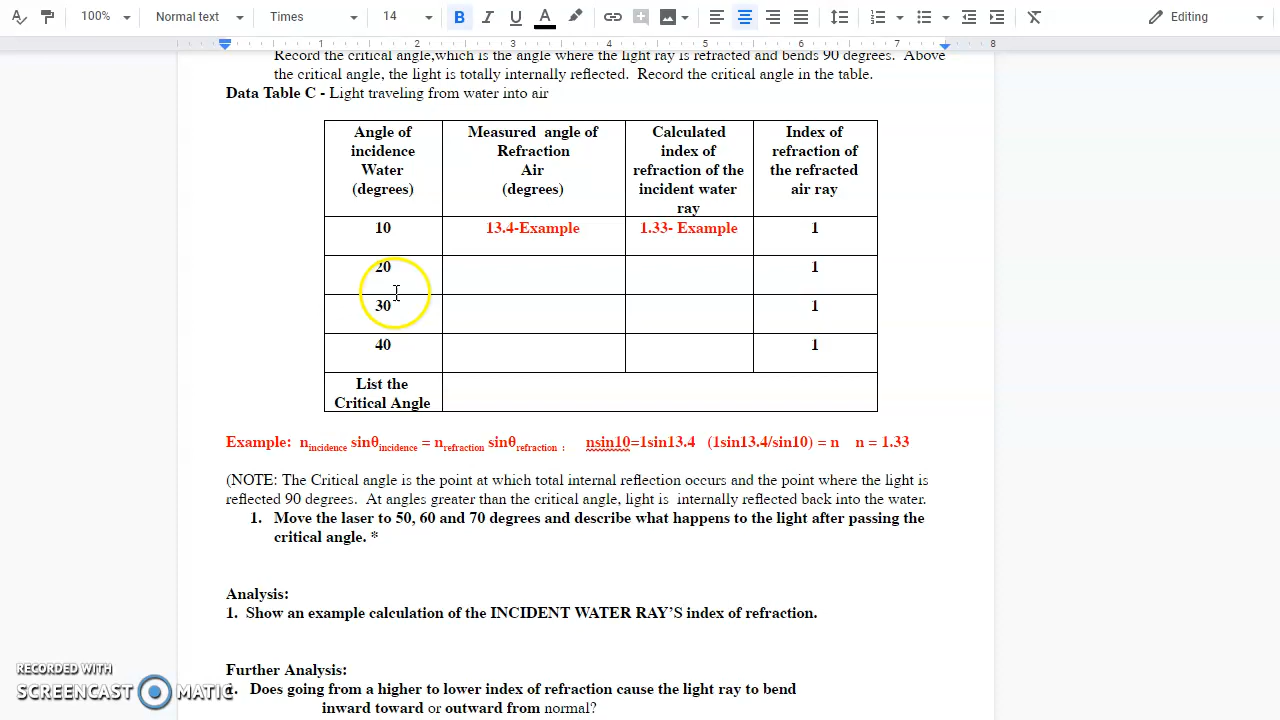 100% Normal text Times 14 B I U A Editing
1 2 3 4 5 6 7 8
Record the critical angle,which is the angle where the light ray is refracted and bends 90 degrees. Above
the critical angle, the light is totally internally reflected. Record the critical angle in the table.
Data Table C - Light traveling from water into air
Angle of
incidence
Water
(degrees)
Measured angle of
Refraction
Air
(degrees)
Calculated
index of
refraction of the
incident water
ray
Index of
refraction of
the refracted
air ray
10 13.4-Example 1.33- Example 1
20 1
30 1
40 1
List the
Critical Angle
Example: nincidence sinθincidence = nrefraction sinθrefraction ; nsin10=1sin13.4 (1sin13.4/sin10) = n n = 1.33
(NOTE: The Critical angle is the point at which total internal reflection occurs and the point where the light is
reflected 90 degrees. At angles greater than the critical angle, light is internally reflected back into the water.
1. Move the laser to 50, 60 and 70 degrees and describe what happens to the light after passing the
critical angle. *
Analysis:
1. Show an example calculation of the INCIDENT WATER RAY'S index of refraction.
Further Analysis:
1. Does going from a higher to lower index of refraction cause the light ray to bend
inward toward or outward from normal?
RECORDED WITH
SCREENCAST MATIC